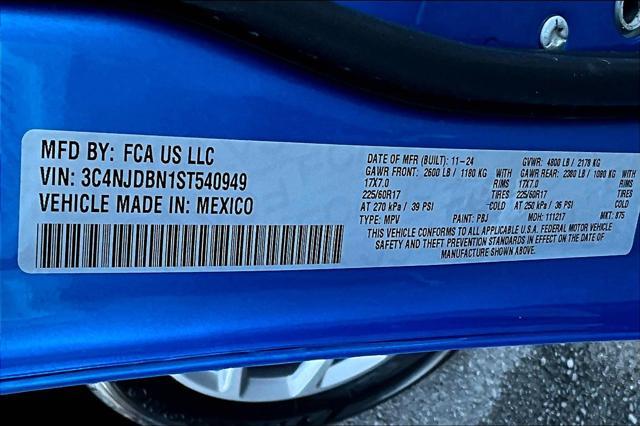 MFD BY: FCA US LLC
VIN: 3C4NJDBN1ST540949
VEHICLE MADE IN: MEXICO
DATE OF MFR (BUILT): 11-24 GVWR: 4800 LB / 2178 KG
GAWR FRONT: 2600 LB / 1180 KG WITH GAWR REAR: 2380 LB / 1080 KG WITH
17X7.0 RIMS 17X7.0 RIMS
225/60R17 TIRES 225/60R17 TIRES
AT 270 kPa / 39 PSI COLD AT 250 kPa / 36 PSI COLD
TYPE: MPV PAINT: PBJ MDH: 111217 MKT: 875
THIS VEHICLE CONFORMS TO ALL APPLICABLE U.S.A. FEDERAL MOTOR VEHICLE
SAFETY AND THEFT PREVENTION STANDARDS IN EFFECT ON THE DATE OF
MANUFACTURE SHOWN ABOVE.